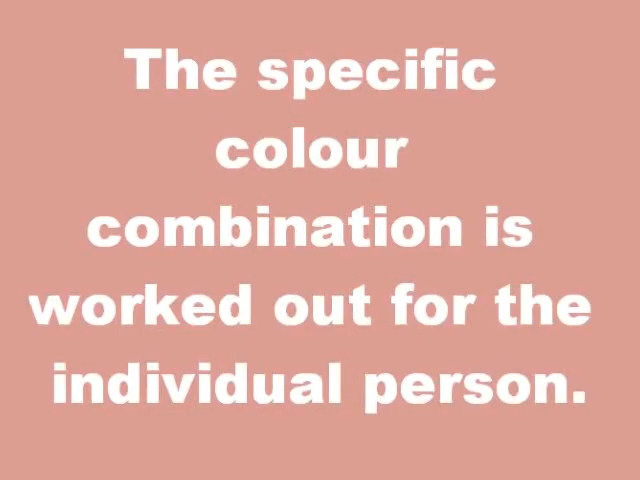 The specific
colour
combination is
worked out for the
individual person.